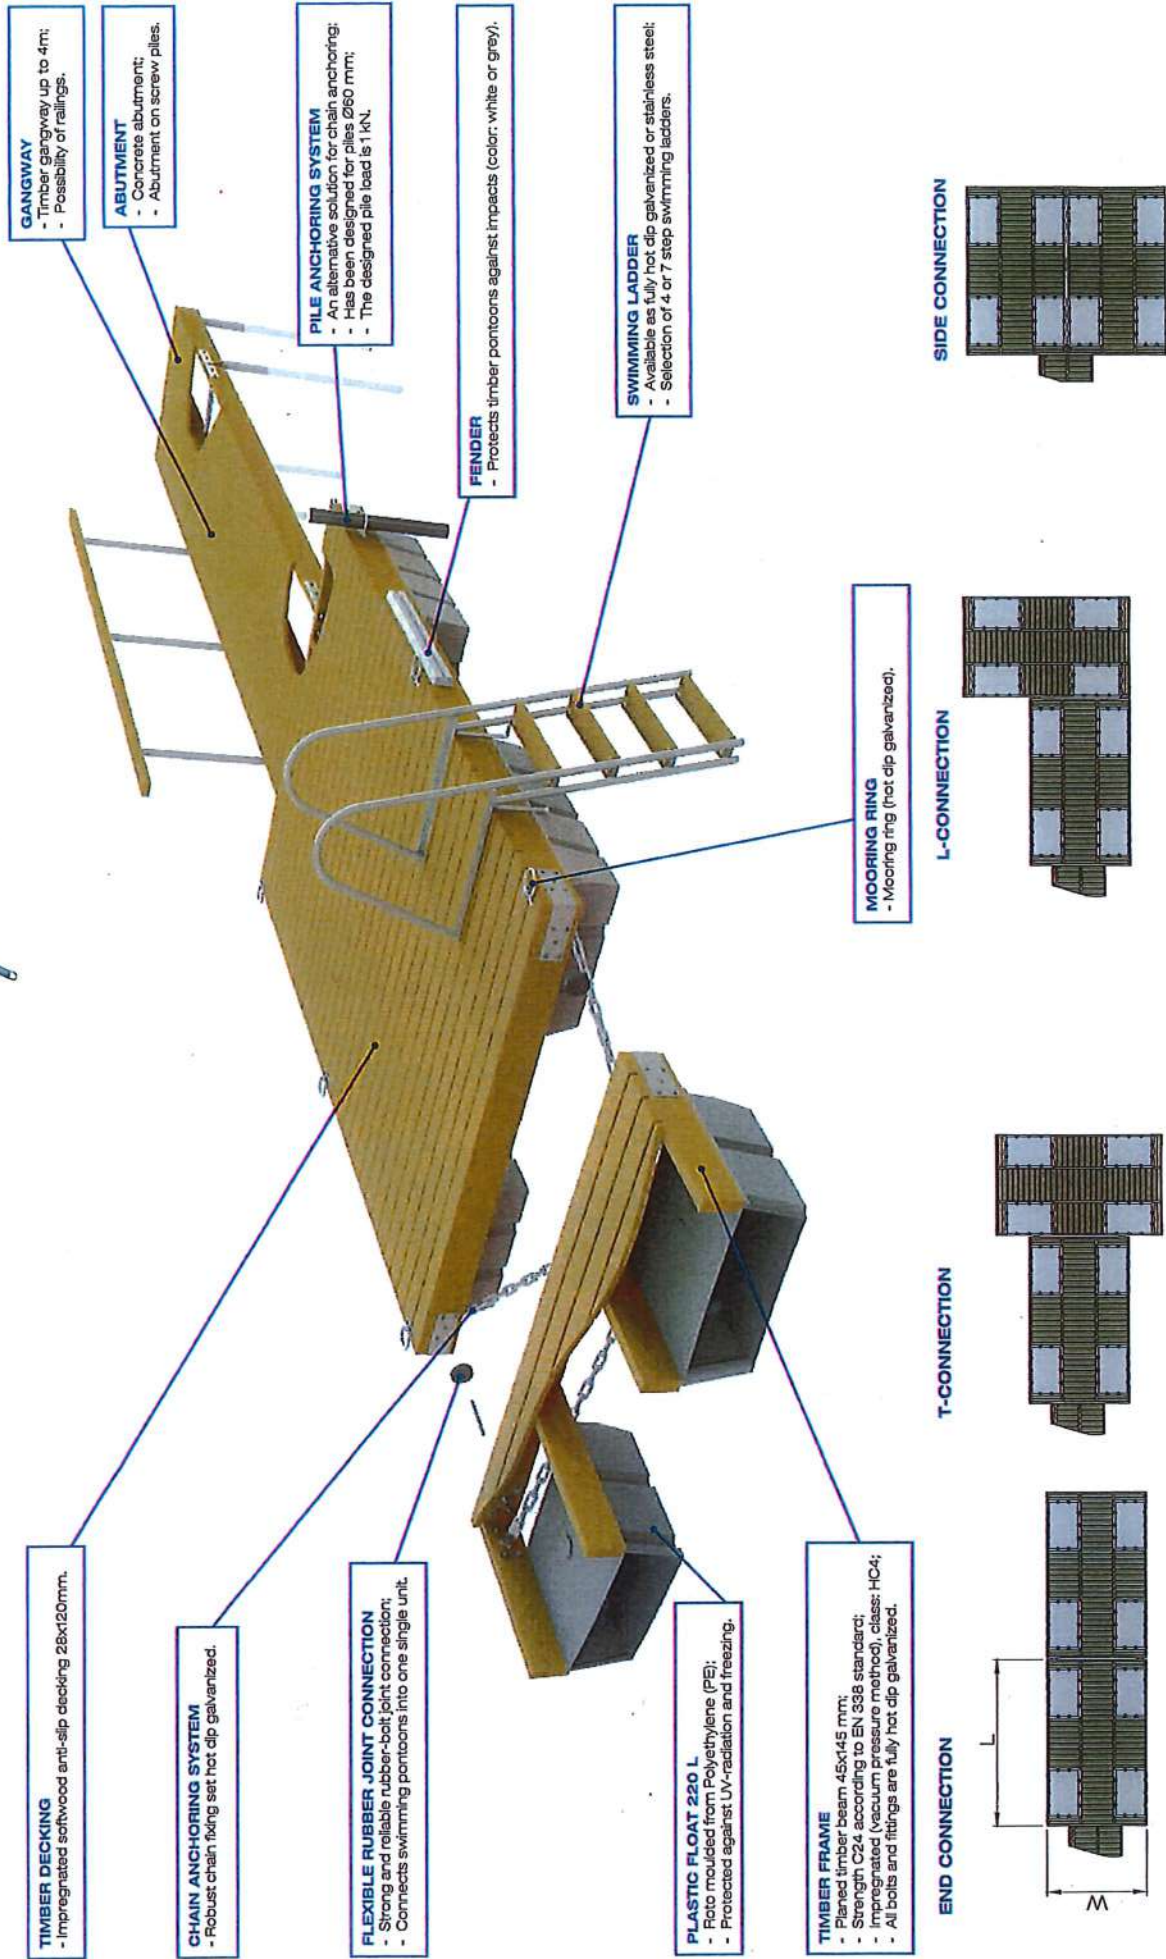 TIMBER DECKING
- Impregnated softwood anti-slip decking 28x120mm.
CHAIN ANCHORING SYSTEM
- Robust chain fixing set hot dip galvanized.
FLEXIBLE RUBBER JOINT CONNECTION
- Strong and reliable rubber-bolt joint connection;
- Connects swimming pontoons into one single unit.
PLASTIC FLOAT 220 L
- Roto moulded from Polyethylene (PE);
- Protected against UV-radiation and freezing.
TIMBER FRAME
- Planed timber beam 45x145 mm;
- Strength C24 according to EN 338 standard;
- Impregnated (vacuum pressure method), class: HC4;
- All bolts and fittings are fully hot dip galvanized.
GANGWAY
- Timber gangway up to 4m;
- Possibility of railings.
ABUTMENT
- Concrete abutment;
- Abutment on screw piles.
PILE ANCHORING SYSTEM
- An alternative solution for chain anchoring;
- Has been designed for piles Ø60 mm;
- The designed pile load is 1 kN.
FENDER
- Protects timber pontoons against impacts (color: white or grey).
SWIMMING LADDER
- Available as fully hot dip galvanized or stainless steel;
- Selection of 4 or 7 step swimming ladders.
MOORING RING
- Mooring ring (hot dip galvanized).
END CONNECTION
L
W
T-CONNECTION
L-CONNECTION
SIDE CONNECTION